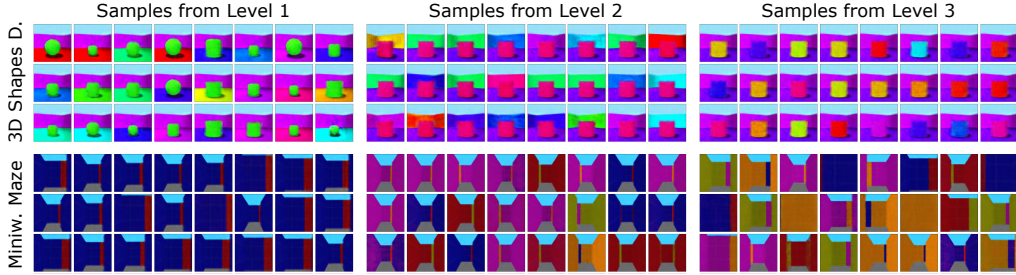 Samples from Level 1
Samples from Level 2
Samples from Level 3
3D Shapes D.
Miniw. Maze